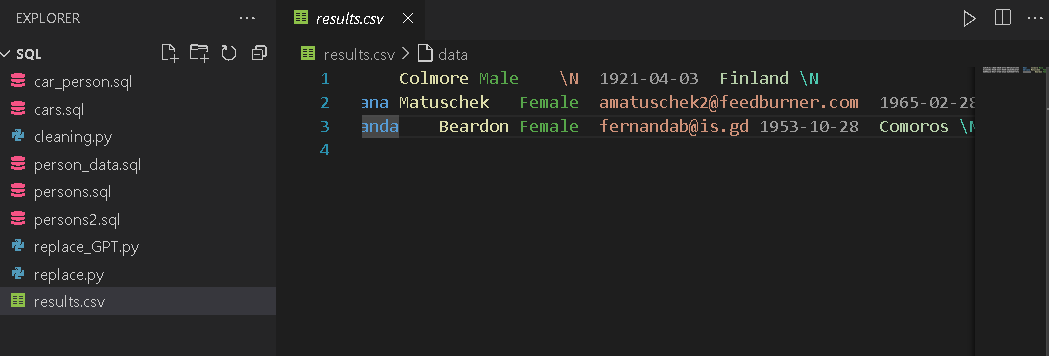 EXPLORER ...
SQL
car_person.sql
cars.sql
cleaning.py
person_data.sql
persons.sql
persons2.sql
replace_GPT.py
replace.py
results.csv
results.csv
results.csv > data
1 Colmore Male \N 1921-04-03 Finland \N
2 ana Matuschek Female amatuschek2@feedburner.com 1965-02-28
3 anda Beardon Female fernandab@is.gd 1953-10-28 Comoros \N
4